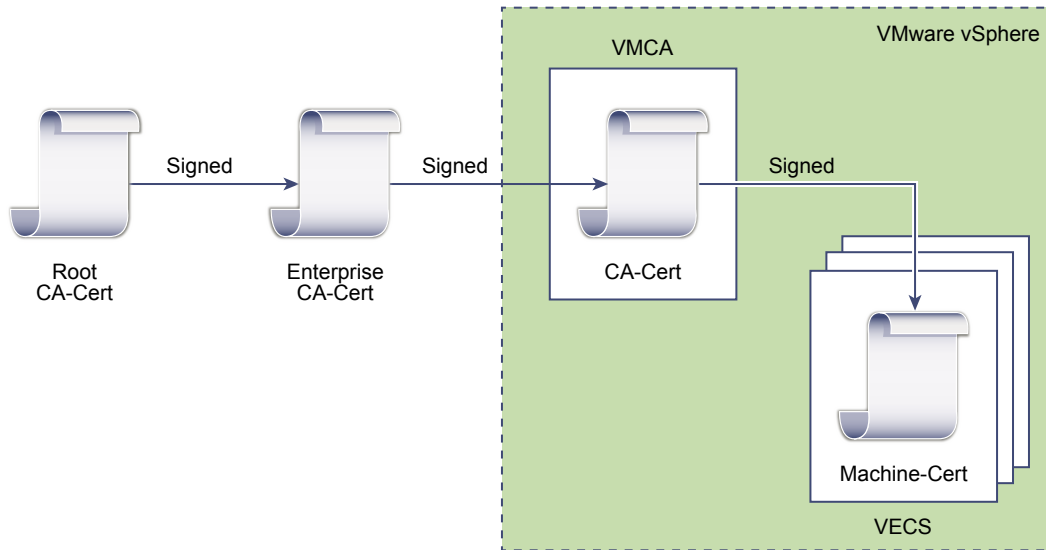 VMware vSphere
VMCA
Signed
Signed
Signed
Root
CA-Cert
Enterprise
CA-Cert
CA-Cert
Machine-Cert
VECS